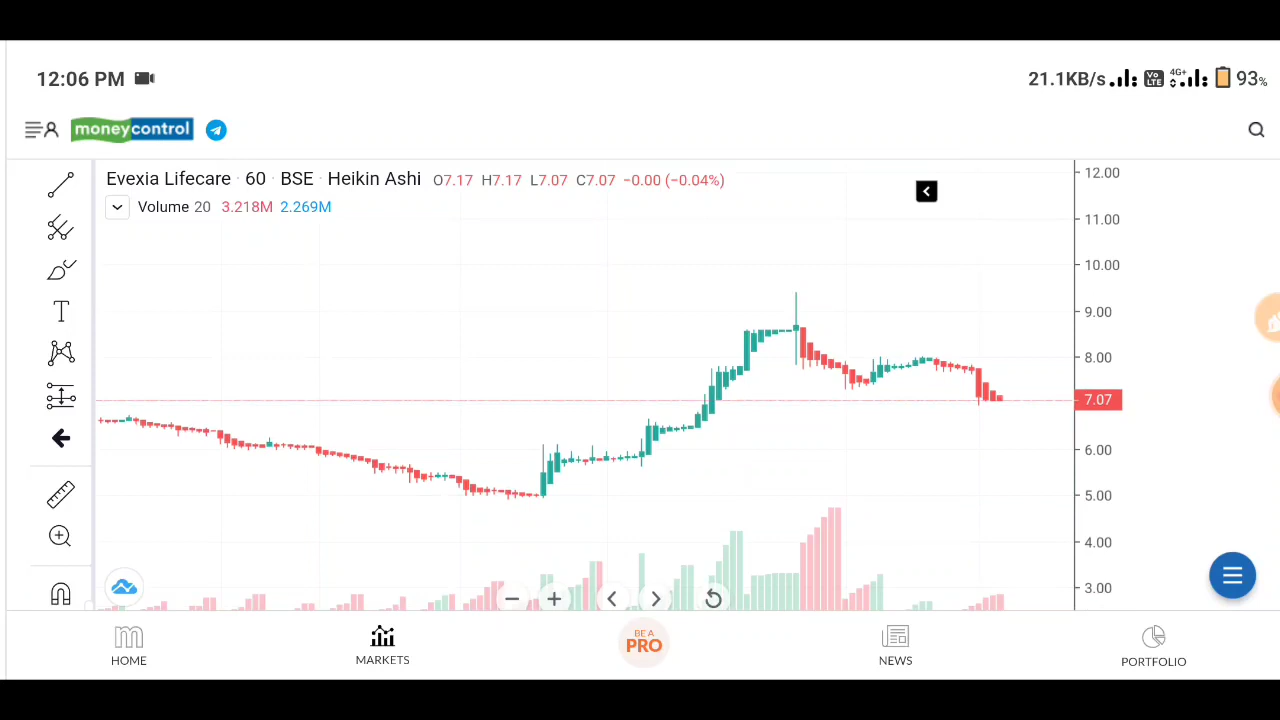 12:06 PM 21.1KB/s Vo LTE 4G+ 93%
moneycontrol
Evexia Lifecare · 60 · BSE · Heikin Ashi O7.17 H7.17 L7.07 C7.07 −0.00 (−0.04%)
Volume 20 3.218M 2.269M
12.00
11.00
10.00
9.00
8.00
7.07
6.00
5.00
4.00
3.00
HOME
MARKETS
BE A
PRO
NEWS
PORTFOLIO